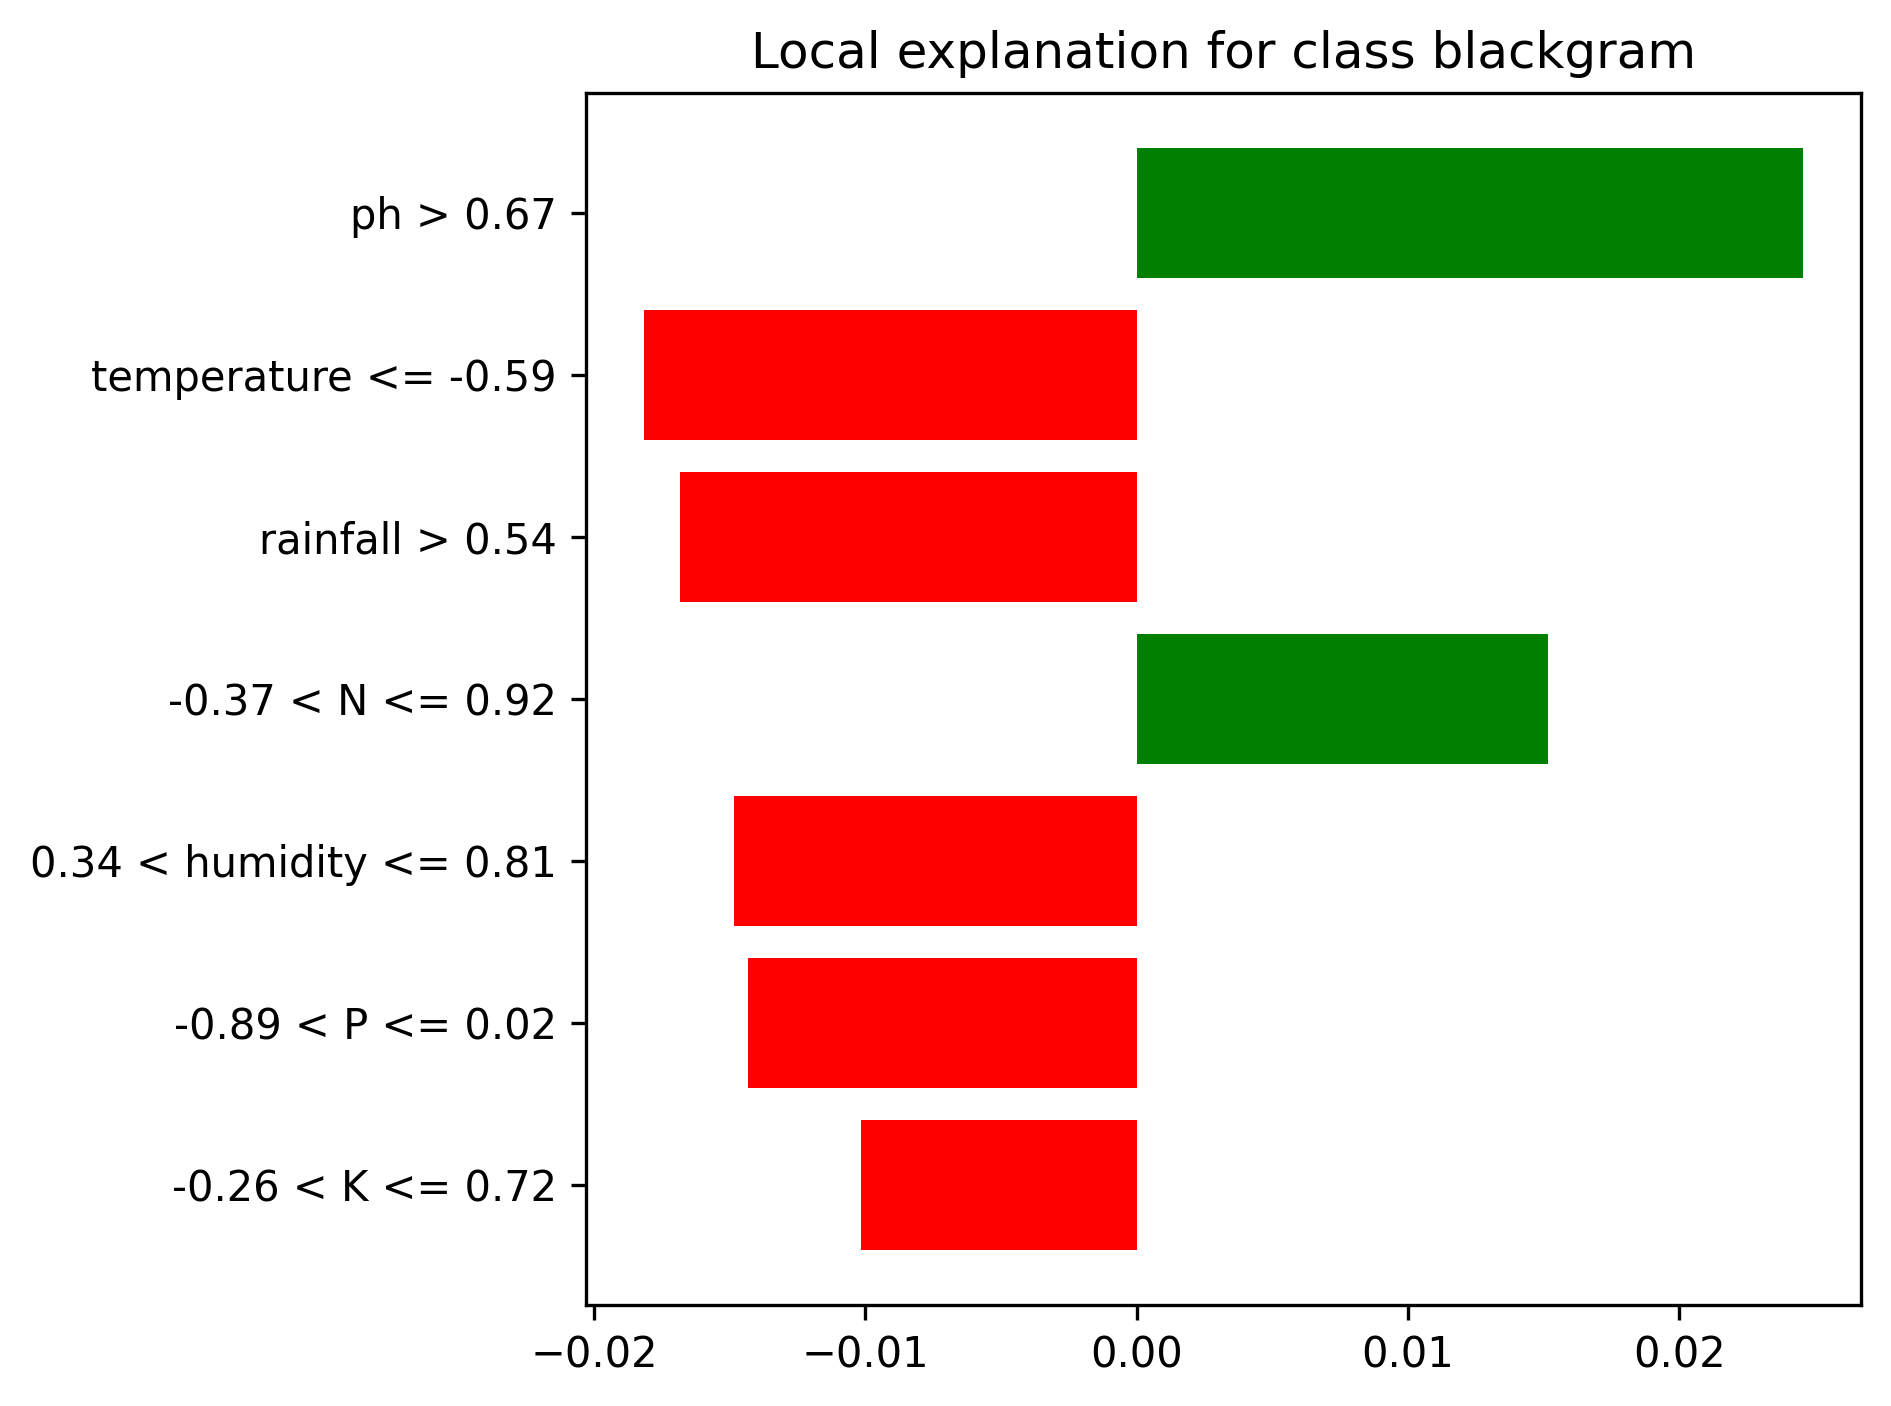 Local explanation for class blackgram
ph > 0.67
temperature <= -0.59
rainfall > 0.54
-0.37 < N <= 0.92
0.34 < humidity <= 0.81
-0.89 < P <= 0.02
-0.26 < K <= 0.72
−0.02 −0.01 0.00 0.01 0.02